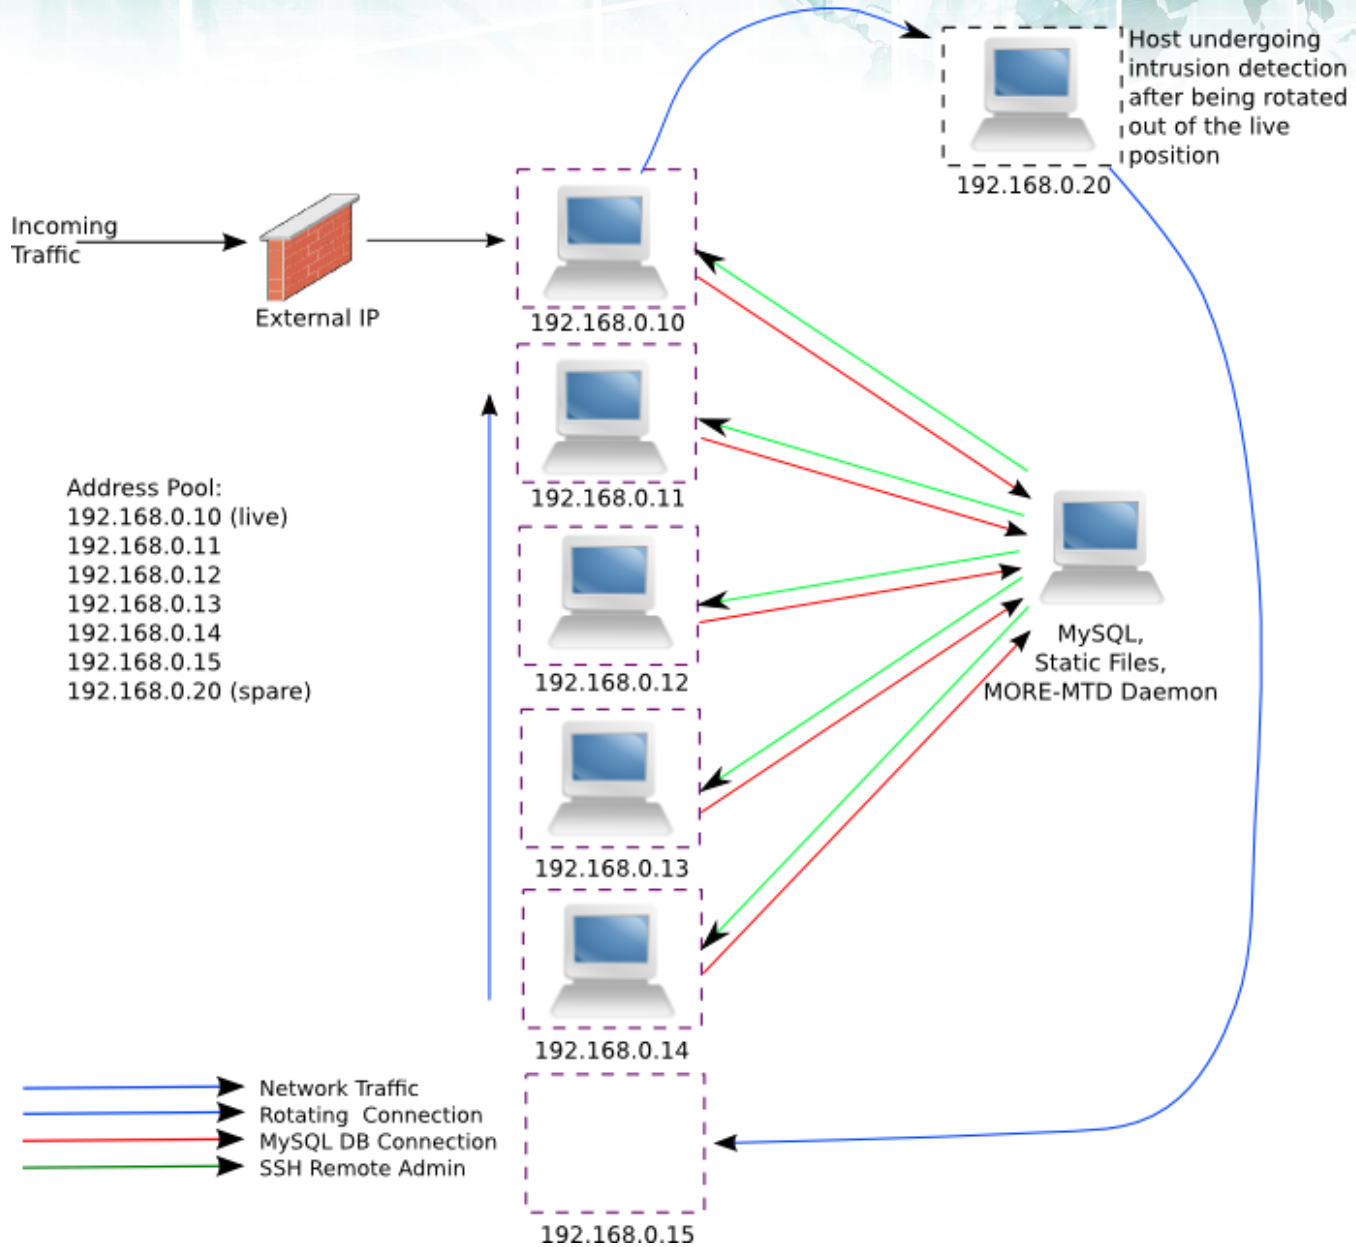 Host undergoing
intrusion detection
after being rotated
out of the live
position
192.168.0.20
Incoming
Traffic
External IP
192.168.0.10
192.168.0.11
Address Pool:
192.168.0.10 (live)
192.168.0.11
192.168.0.12
192.168.0.13
192.168.0.14
192.168.0.15
192.168.0.20 (spare)
192.168.0.12
MySQL,
Static Files,
MORE-MTD Daemon
192.168.0.13
192.168.0.14
Network Traffic
Rotating Connection
MySQL DB Connection
SSH Remote Admin
192.168.0.15